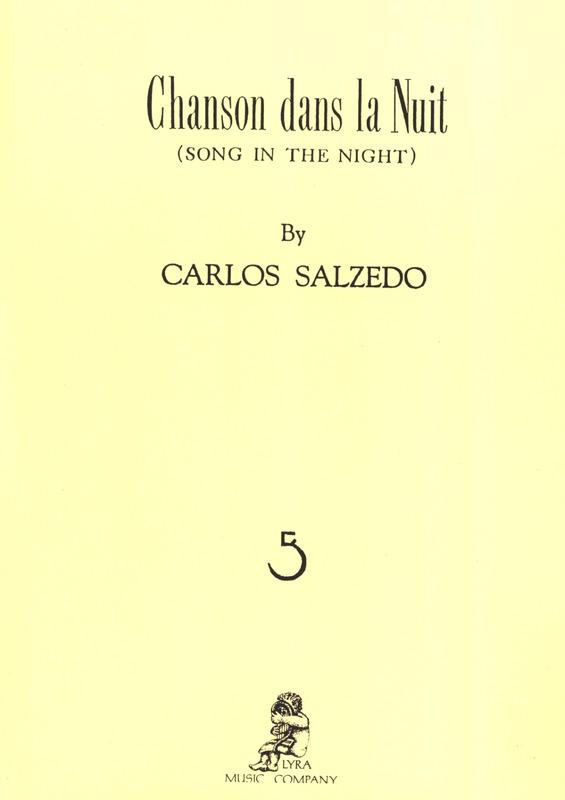 Chanson dans la Nuit
(SONG IN THE NIGHT)
By
CARLOS SALZEDO
5
LYRA
MUSIC COMPANY